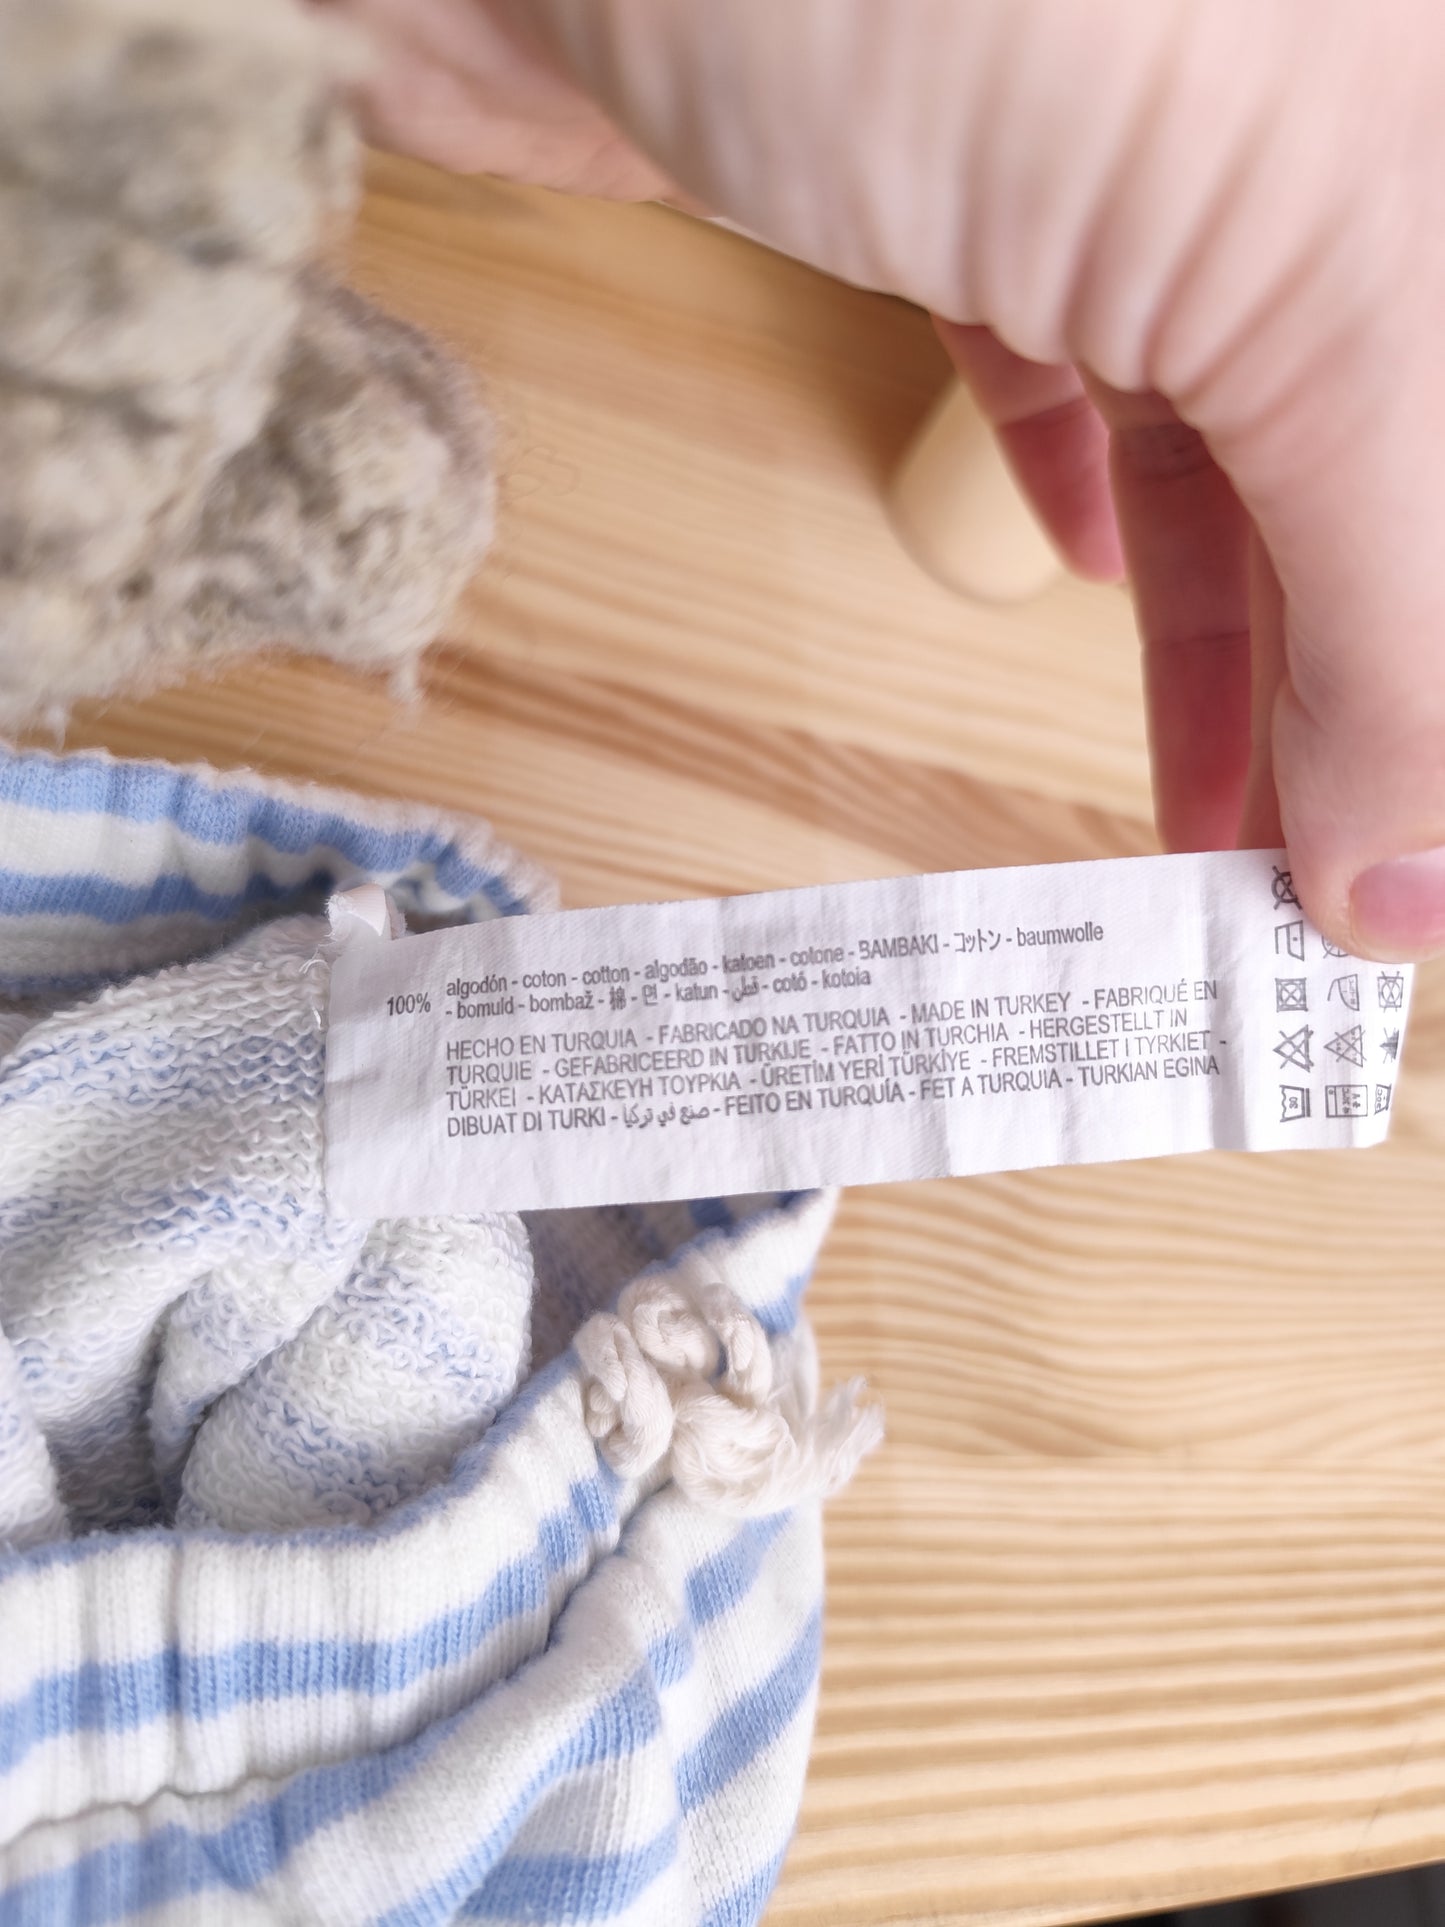 100%
algodón - coton - cotton - algodão - katoen - cotone - BAMBAKI - コットン - baumwolle
- bomuld - bombaž - 棉 - 면 - katun - قطن - cotó - kotoia
HECHO EN TURQUIA - FABRICADO NA TURQUIA - MADE IN TURKEY - FABRIQUÉ EN
TURQUIE - GEFABRICEERD IN TURKIJE - FATTO IN TURCHIA - HERGESTELLT IN
TÜRKEI - ΚΑΤΑΣΚΕΥΗ ΤΟΥΡΚΙΑ - ÜRETİM YERİ TÜRKİYE - FREMSTILLET I TYRKIET -
DIBUAT DI TURKI - صنع في تركيا - FEITO EN TURQUÍA - FET A TURQUIA - TURKIAN EGINA